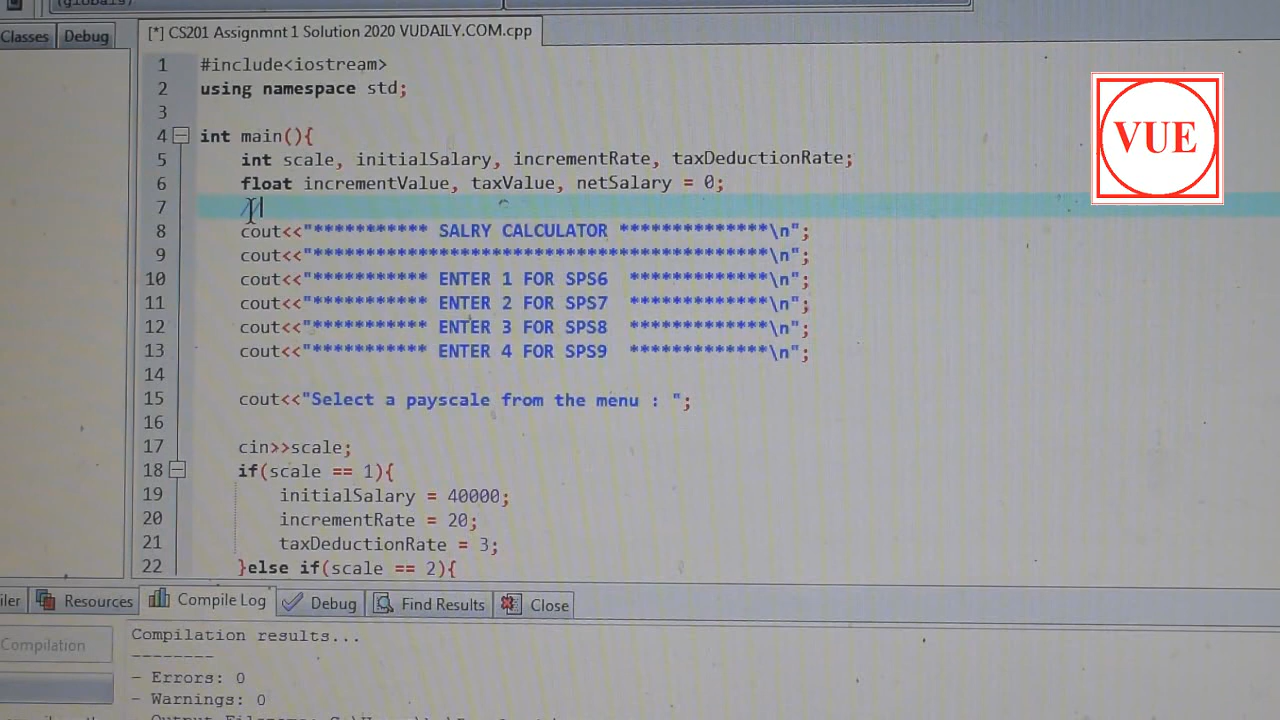 (globals)
Classes Debug [*] CS201 Assignmnt 1 Solution 2020 VUDAILY.COM.cpp
1 #include<iostream>
2 using namespace std;
3
4 int main(){
5 int scale, initialSalary, incrementRate, taxDeductionRate;
6 float incrementValue, taxValue, netSalary = 0;
7 /
8 cout<<"*********** SALRY CALCULATOR **************\n";
9 cout<<"*******************************************\n";
10 cout<<"*********** ENTER 1 FOR SPS6  *************\n";
11 cout<<"*********** ENTER 2 FOR SPS7  *************\n";
12 cout<<"*********** ENTER 3 FOR SPS8  *************\n";
13 cout<<"*********** ENTER 4 FOR SPS9  *************\n";
14
15 cout<<"Select a payscale from the menu : ";
16
17 cin>>scale;
18 if(scale == 1){
19 initialSalary = 40000;
20 incrementRate = 20;
21 taxDeductionRate = 3;
22 }else if(scale == 2){
VUE
iler Resources Compile Log Debug Find Results Close
Compilation
Compilation results...
--------
- Errors: 0
- Warnings: 0